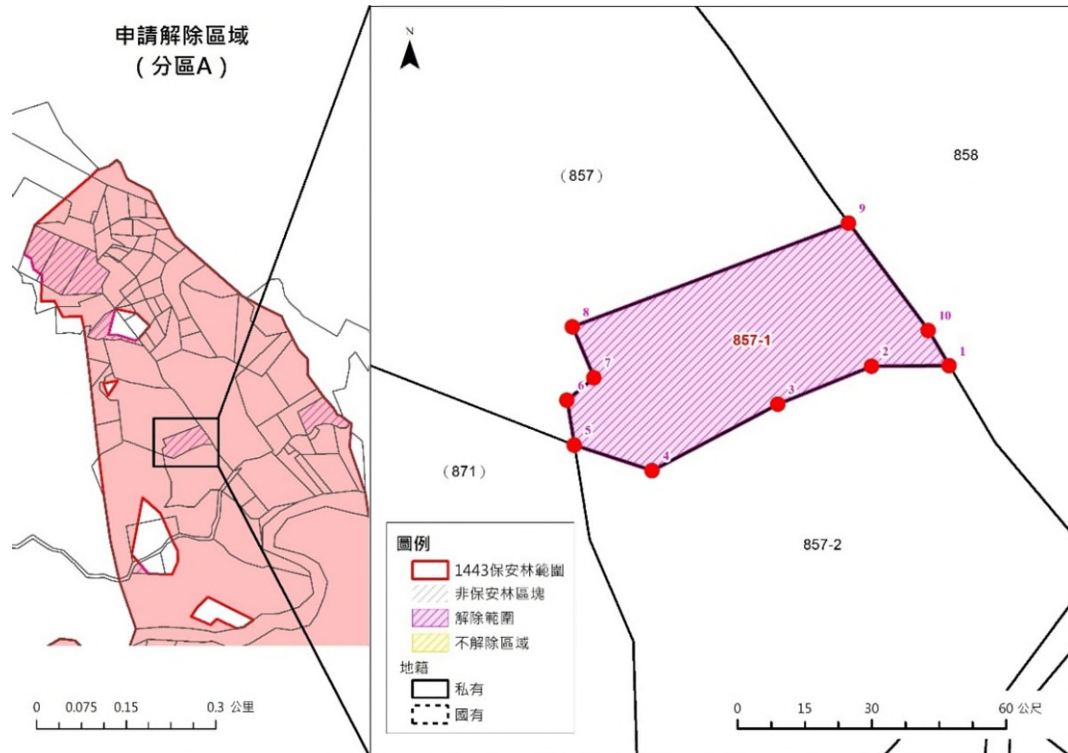 申請解除區域
（分區A）
N
858
（857）
9
8
10
857-1
7
2
1
6
3
5
4
（871）
857-2
圖例
1443保安林範圍
非保安林區塊
解除範圍
不解除區域
地籍
私有
國有
0 0.075 0.15 0.3 公里
0 15 30 60 公尺